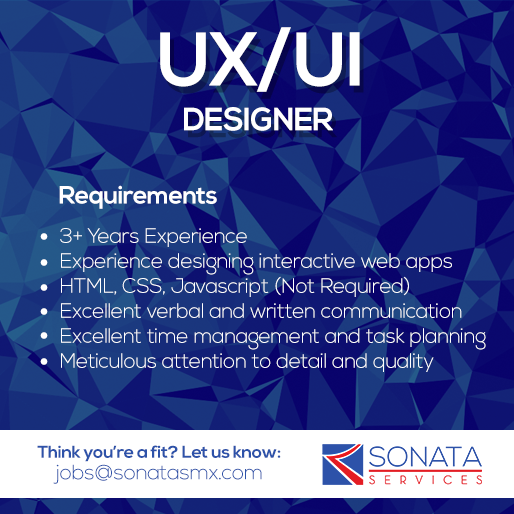 UX/UI
DESIGNER
Requirements
• 3+ Years Experience
• Experience designing interactive web apps
• HTML, CSS, Javascript (Not Required)
• Excellent verbal and written communication
• Excellent time management and task planning
• Meticulous attention to detail and quality
Think you're a fit? Let us know:
jobs@sonatasmx.com
SONATA
SERVICES